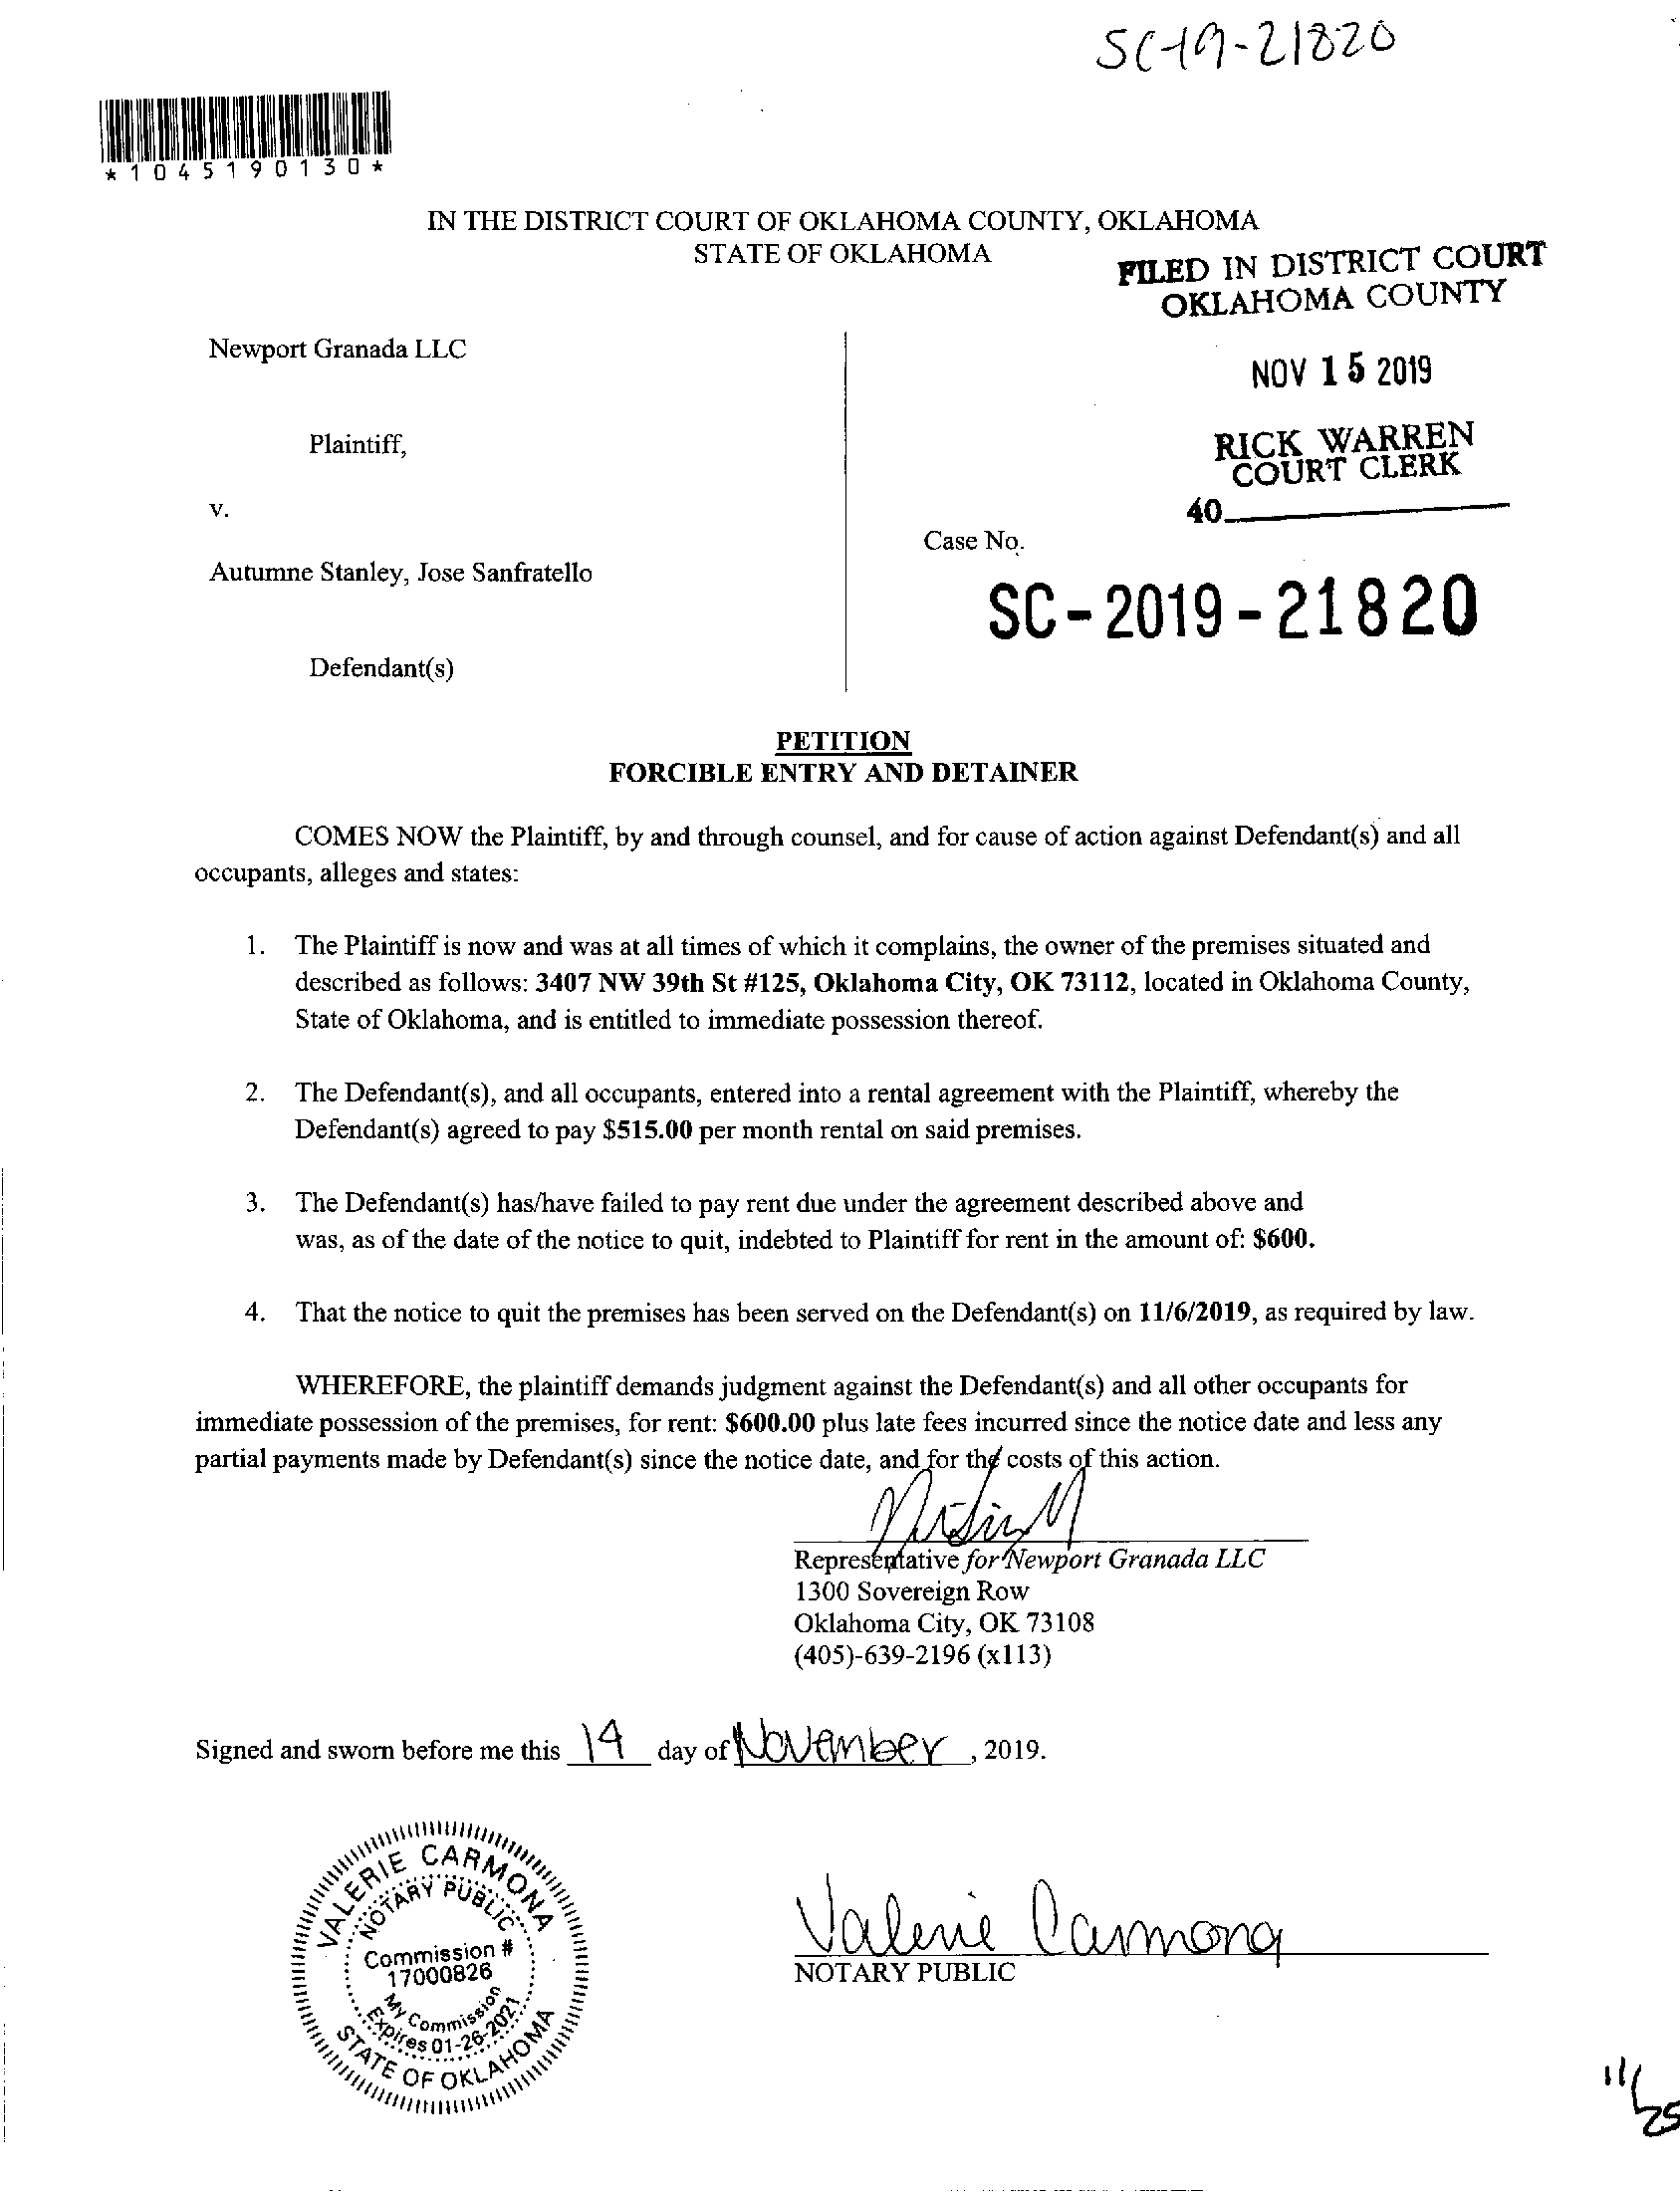 SC-19-21820
*1045190130*
IN THE DISTRICT COURT OF OKLAHOMA COUNTY, OKLAHOMA
STATE OF OKLAHOMA
FILED IN DISTRICT COURT
OKLAHOMA COUNTY
Newport Granada LLC
NOV 15 2019
Plaintiff,
RICK WARREN
COURT CLERK
40
v.
Case No.
Autumne Stanley, Jose Sanfratello
SC-2019-21820
Defendant(s)
PETITION
FORCIBLE ENTRY AND DETAINER
COMES NOW the Plaintiff, by and through counsel, and for cause of action against Defendant(s) and all
occupants, alleges and states:
1. The Plaintiff is now and was at all times of which it complains, the owner of the premises situated and
described as follows: 3407 NW 39th St #125, Oklahoma City, OK 73112, located in Oklahoma County,
State of Oklahoma, and is entitled to immediate possession thereof.
2. The Defendant(s), and all occupants, entered into a rental agreement with the Plaintiff, whereby the
Defendant(s) agreed to pay $515.00 per month rental on said premises.
3. The Defendant(s) has/have failed to pay rent due under the agreement described above and
was, as of the date of the notice to quit, indebted to Plaintiff for rent in the amount of: $600.
4. That the notice to quit the premises has been served on the Defendant(s) on 11/6/2019, as required by law.
WHEREFORE, the plaintiff demands judgment against the Defendant(s) and all other occupants for
immediate possession of the premises, for rent: $600.00 plus late fees incurred since the notice date and less any
partial payments made by Defendant(s) since the notice date, and for the costs of this action.
Representative for Newport Granada LLC
1300 Sovereign Row
Oklahoma City, OK 73108
(405)-639-2196 (x113)
Signed and sworn before me this 14 day of November, 2019.
VALERIE CARMONA
NOTARY PUBLIC
Commission #
17000826
My Commission
Expires 01-26-2021
STATE OF OKLAHOMA
Valerie Carmona
NOTARY PUBLIC
11/25